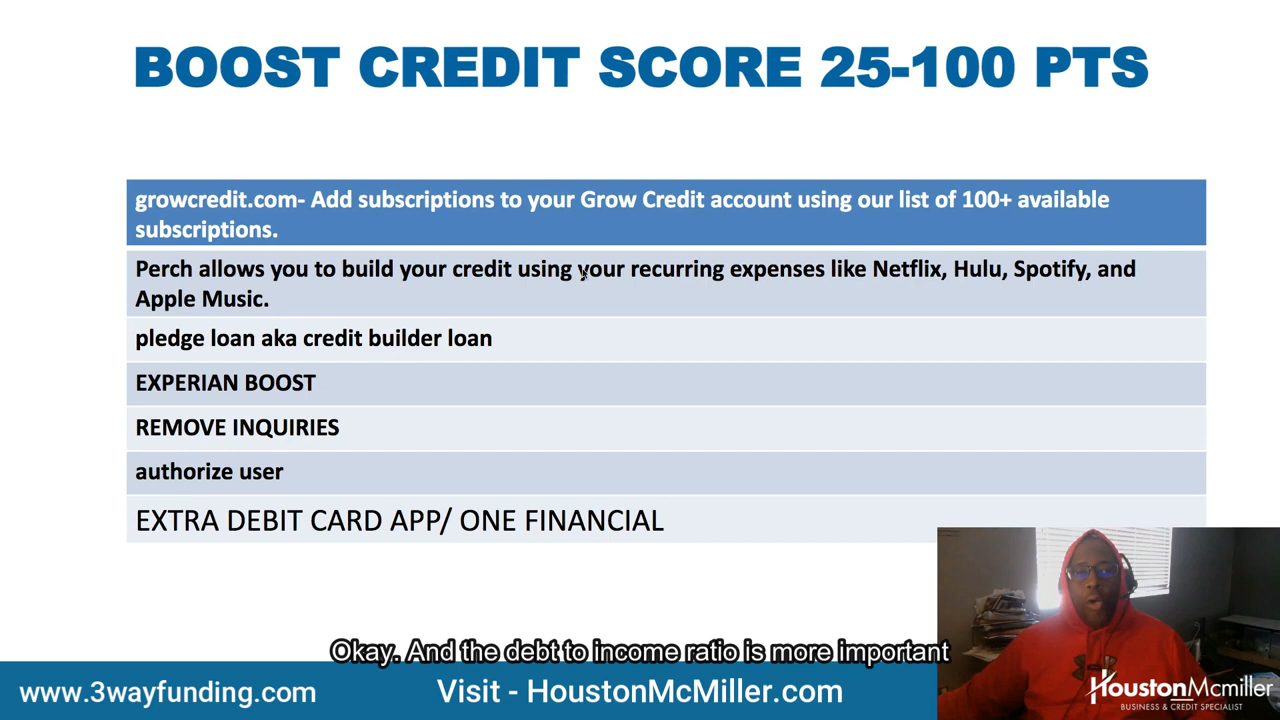 BOOST CREDIT SCORE 25-100 PTS
growcredit.com- Add subscriptions to your Grow Credit account using our list of 100+ available
subscriptions.
Perch allows you to build your credit using your recurring expenses like Netflix, Hulu, Spotify, and
Apple Music.
pledge loan aka credit builder loan
EXPERIAN BOOST
REMOVE INQUIRIES
authorize user
EXTRA DEBIT CARD APP/ ONE FINANCIAL
Okay. And the debt to income ratio is more important
www.3wayfunding.com
Visit - HoustonMcMiller.com
HoustonMcmiller
BUSINESS & CREDIT SPECIALIST